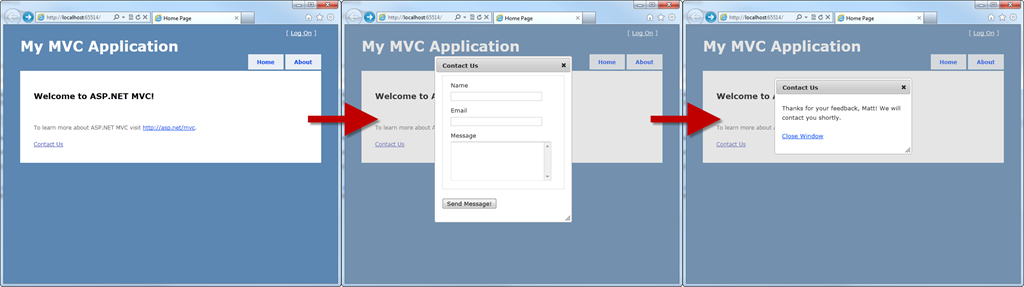 http://localhost:65514/
Home Page
[ Log On ]
My MVC Application
Home
About
Welcome to ASP.NET MVC!
To learn more about ASP.NET MVC visit http://asp.net/mvc.
Contact Us
http://localhost:65514/
Home Page
[ Log On ]
My MVC Application
Home
About
Welcome to A
To learn more about A
Contact Us
Contact Us
Name
Email
Message
Send Message!
http://localhost:65514/
Home Page
[ Log On ]
My MVC Application
Home
About
Welcome to A
To learn more about A
Contact Us
Contact Us
Thanks for your feedback, Matt! We will
contact you shortly.
Close Window